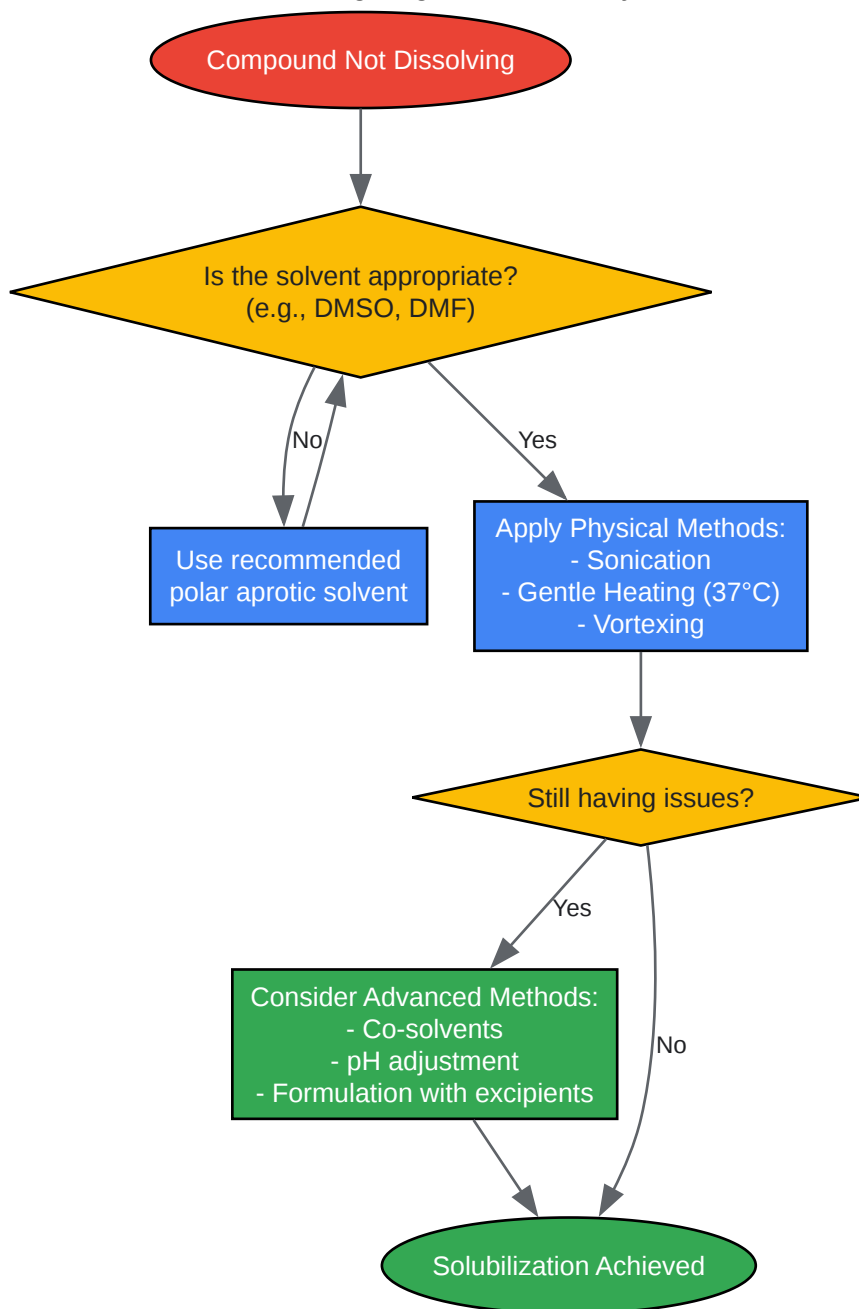 Compound Not Dissolving
Is the solvent appropriate?
(e.g., DMSO, DMF)
No
Yes
Use recommended
polar aprotic solvent
Apply Physical Methods:
- Sonication
- Gentle Heating (37°C)
- Vortexing
Still having issues?
Yes
Consider Advanced Methods:
- Co-solvents
- pH adjustment
- Formulation with excipients
No
Solubilization Achieved